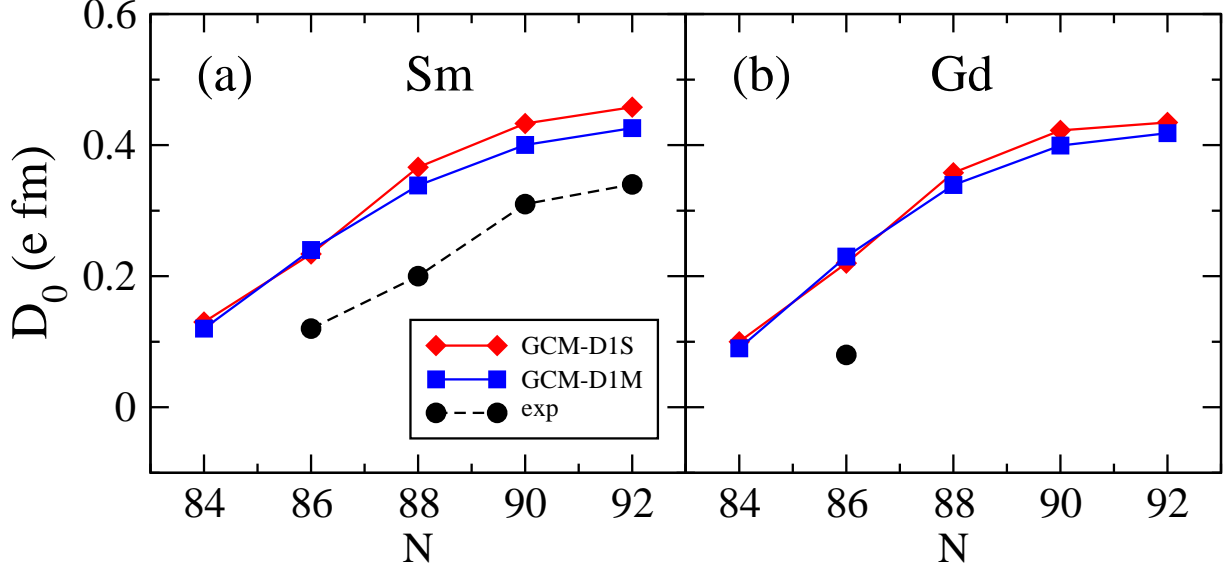 0.6
(a) Sm
(b) Gd
0.4
D0 (e fm)
0.2
GCM-D1S
GCM-D1M
exp
0
84 86 88 90 92
84 86 88 90 92
N
N